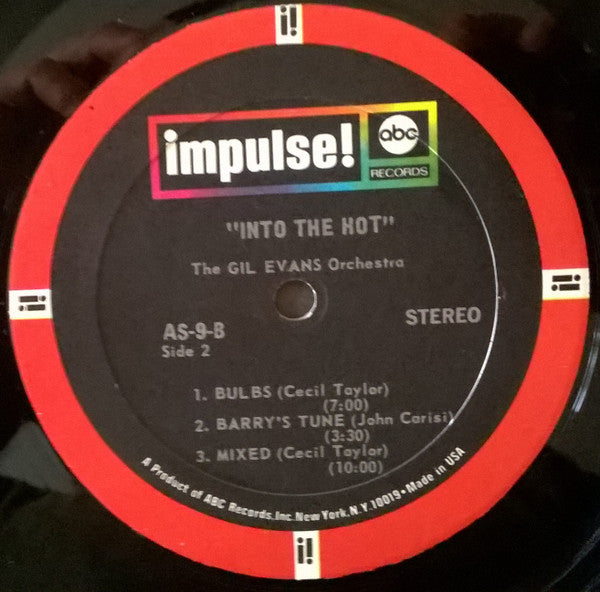 i!
impulse!
abc
RECORDS
"INTO THE HOT"
The GIL EVANS Orchestra
i!
i!
AS-9-B
STEREO
Side 2
1. BULBS (Cecil Taylor)
(7:00)
2. BARRY'S TUNE (John Carisi)
(3:30)
3. MIXED (Cecil Taylor)
(10:00)
A Product of ABC Records, Inc. New York, N.Y. 10019 • Made in USA
i!